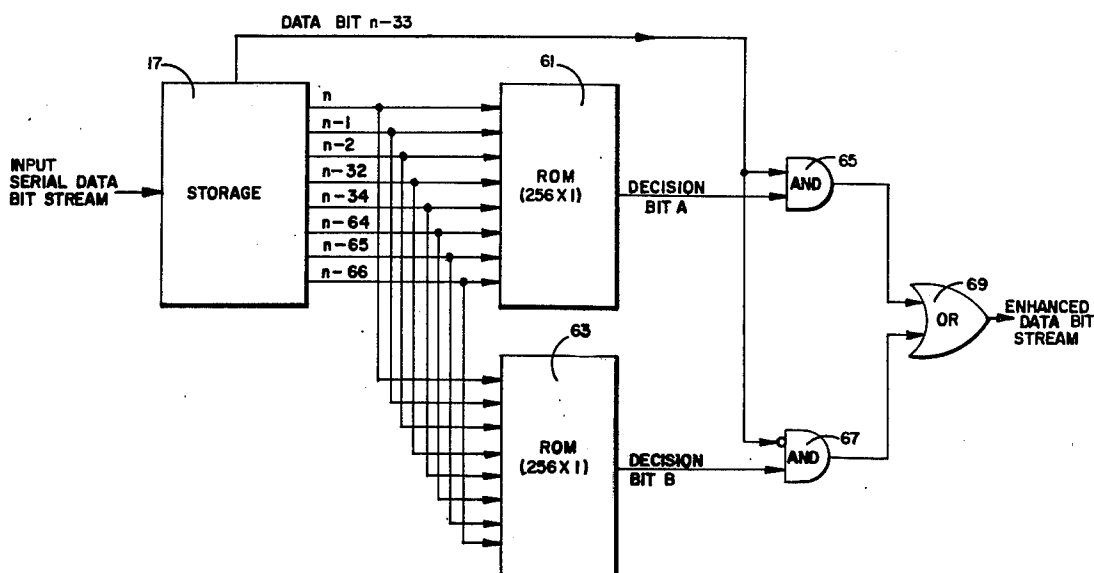 DATA BIT n-33
17
61
n
n-1
n-2
n-32
n-34
n-64
n-65
n-66
INPUT
SERIAL DATA
BIT STREAM
STORAGE
ROM
(256 X 1)
DECISION
BIT A
65
AND
69
OR
ENHANCED
DATA BIT
STREAM
63
ROM
(256 X 1)
DECISION
BIT B
67
AND